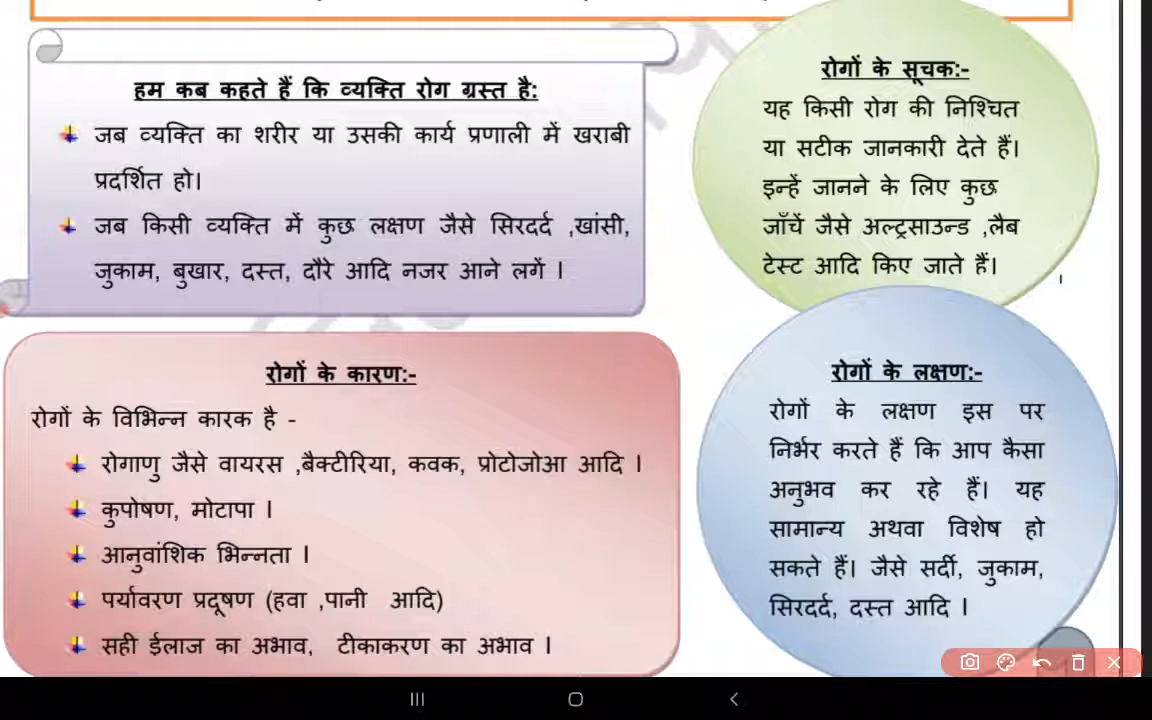 हम कब कहते हैं कि व्यक्ति रोग ग्रस्त है:
जब व्यक्ति का शरीर या उसकी कार्य प्रणाली में खराबी
प्रदर्शित हो।
जब किसी व्यक्ति में कुछ लक्षण जैसे सिरदर्द ,खांसी,
जुकाम, बुखार, दस्त, दौरे आदि नजर आने लगें ।
रोगों के सूचक:-
यह किसी रोग की निश्चित
या सटीक जानकारी देते हैं।
इन्हें जानने के लिए कुछ
जाँचें जैसे अल्ट्रसाउन्ड ,लैब
टेस्ट आदि किए जाते हैं।
रोगों के कारण:-
रोगों के विभिन्न कारक है -
रोगाणु जैसे वायरस ,बैक्टीरिया, कवक, प्रोटोजोआ आदि ।
कुपोषण, मोटापा ।
आनुवांशिक भिन्नता ।
पर्यावरण प्रदूषण (हवा ,पानी आदि)
सही ईलाज का अभाव, टीकाकरण का अभाव ।
रोगों के लक्षण:-
रोगों के लक्षण इस पर
निर्भर करते हैं कि आप कैसा
अनुभव कर रहे हैं। यह
सामान्य अथवा विशेष हो
सकते हैं। जैसे सर्दी, जुकाम,
सिरदर्द, दस्त आदि ।